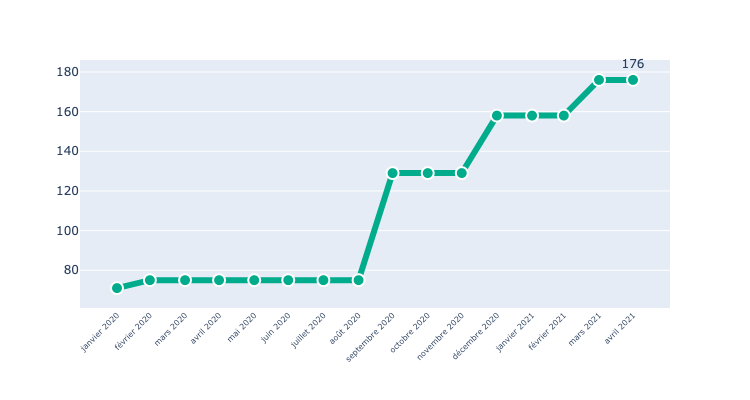 176
180
160
140
120
100
80
janvier 2020
février 2020
mars 2020
avril 2020
mai 2020
juin 2020
juillet 2020
août 2020
septembre 2020
octobre 2020
novembre 2020
décembre 2020
janvier 2021
février 2021
mars 2021
avril 2021